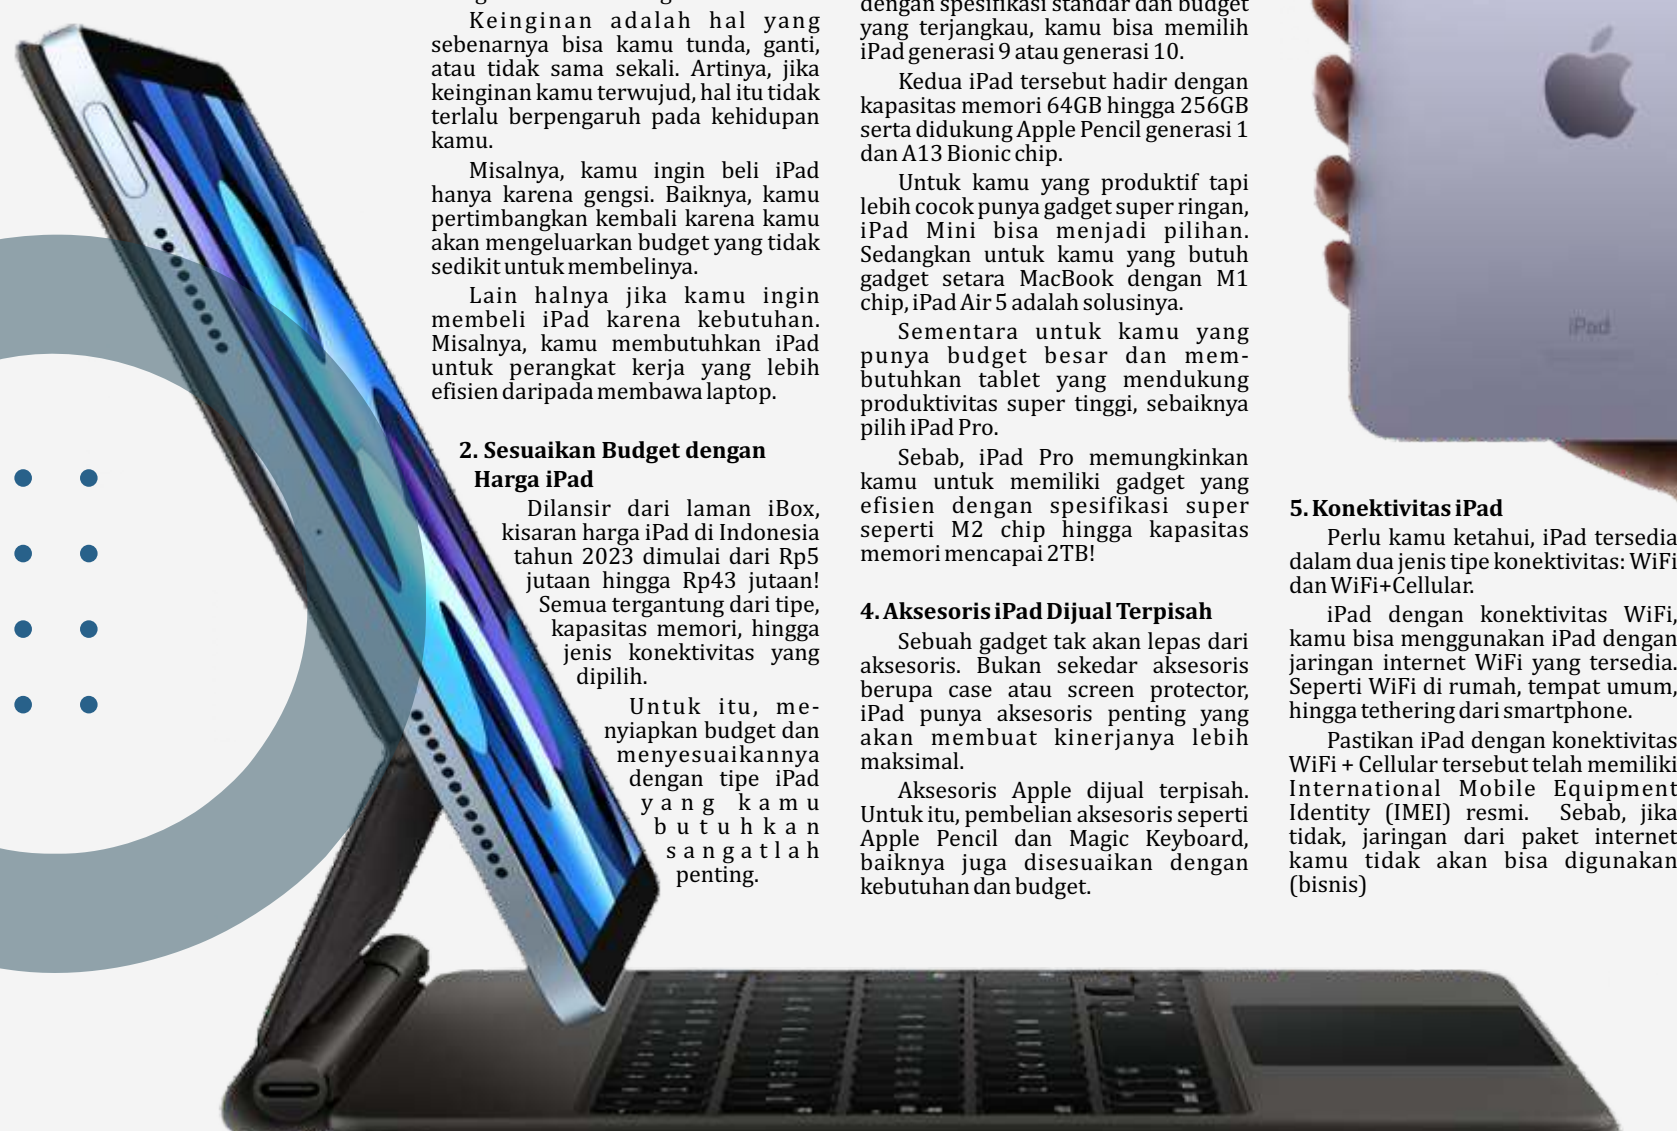 Keinginan adalah hal yang
sebenarnya bisa kamu tunda, ganti,
atau tidak sama sekali. Artinya, jika
keinginan kamu terwujud, hal itu tidak
terlalu berpengaruh pada kehidupan
kamu.
Misalnya, kamu ingin beli iPad
hanya karena gengsi. Baiknya, kamu
pertimbangkan kembali karena kamu
akan mengeluarkan budget yang tidak
sedikit untuk membelinya.
Lain halnya jika kamu ingin
membeli iPad karena kebutuhan.
Misalnya, kamu membutuhkan iPad
untuk perangkat kerja yang lebih
efisien daripada membawa laptop.
2. Sesuaikan Budget dengan
Harga iPad
Dilansir dari laman iBox,
kisaran harga iPad di Indonesia
tahun 2023 dimulai dari Rp5
jutaan hingga Rp43 jutaan!
Semua tergantung dari tipe,
kapasitas memori, hingga
jenis konektivitas yang
dipilih.
Untuk itu, me-
nyiapkan budget dan
menyesuaikannya
dengan tipe iPad
yang kamu
butuhkan
sangatlah
penting.
dengan spesifikasi standar dan budget
yang terjangkau, kamu bisa memilih
iPad generasi 9 atau generasi 10.
Kedua iPad tersebut hadir dengan
kapasitas memori 64GB hingga 256GB
serta didukung Apple Pencil generasi 1
dan A13 Bionic chip.
Untuk kamu yang produktif tapi
lebih cocok punya gadget super ringan,
iPad Mini bisa menjadi pilihan.
Sedangkan untuk kamu yang butuh
gadget setara MacBook dengan M1
chip, iPad Air 5 adalah solusinya.
Sementara untuk kamu yang
punya budget besar dan mem-
butuhkan tablet yang mendukung
produktivitas super tinggi, sebaiknya
pilih iPad Pro.
Sebab, iPad Pro memungkinkan
kamu untuk memiliki gadget yang
efisien dengan spesifikasi super
seperti M2 chip hingga kapasitas
memori mencapai 2TB!
4. Aksesoris iPad Dijual Terpisah
Sebuah gadget tak akan lepas dari
aksesoris. Bukan sekedar aksesoris
berupa case atau screen protector,
iPad punya aksesoris penting yang
akan membuat kinerjanya lebih
maksimal.
Aksesoris Apple dijual terpisah.
Untuk itu, pembelian aksesoris seperti
Apple Pencil dan Magic Keyboard,
baiknya juga disesuaikan dengan
kebutuhan dan budget.
iPad
5. Konektivitas iPad
Perlu kamu ketahui, iPad tersedia
dalam dua jenis tipe konektivitas: WiFi
dan WiFi+Cellular.
iPad dengan konektivitas WiFi,
kamu bisa menggunakan iPad dengan
jaringan internet WiFi yang tersedia.
Seperti WiFi di rumah, tempat umum,
hingga tethering dari smartphone.
Pastikan iPad dengan konektivitas
WiFi + Cellular tersebut telah memiliki
International Mobile Equipment
Identity (IMEI) resmi. Sebab, jika
tidak, jaringan dari paket internet
kamu tidak akan bisa digunakan
(bisnis)